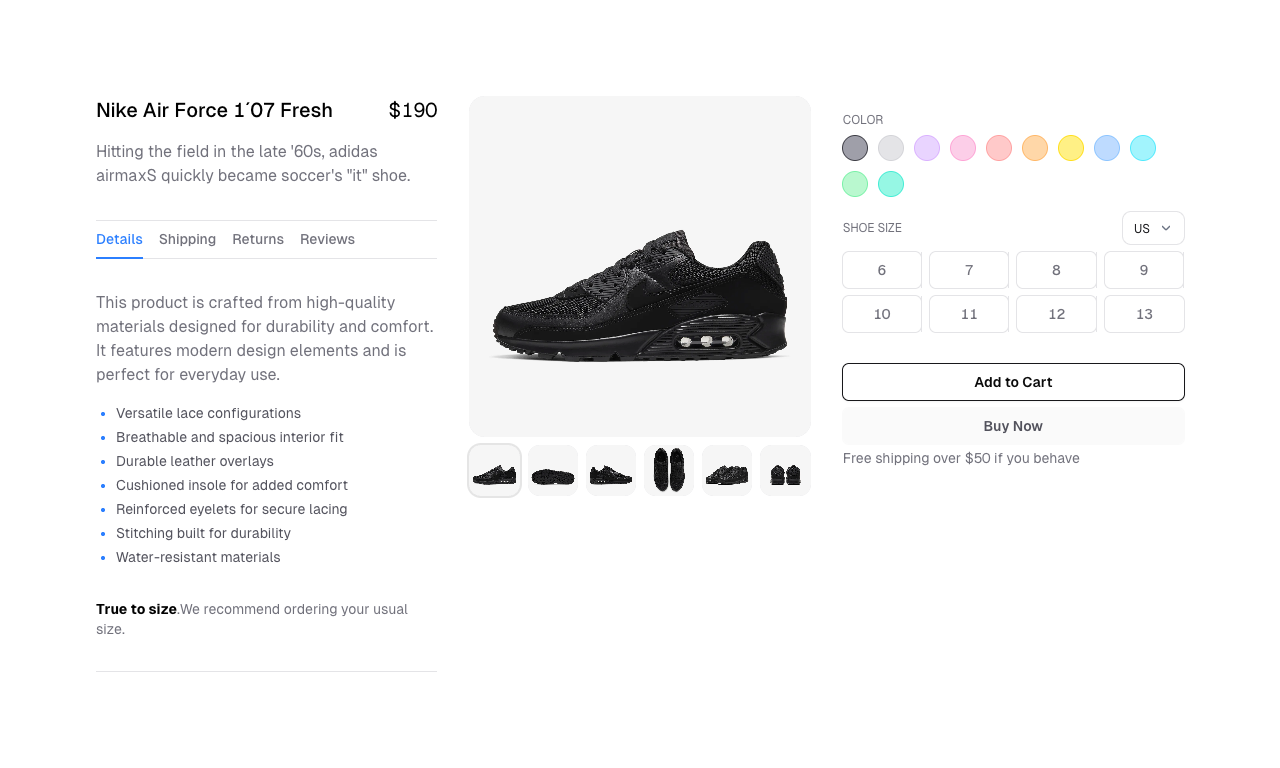 Nike Air Force 1´07 Fresh $190
Hitting the field in the late '60s, adidas
airmaxS quickly became soccer's "it" shoe.
Details Shipping Returns Reviews
This product is crafted from high-quality
materials designed for durability and comfort.
It features modern design elements and is
perfect for everyday use.
Versatile lace configurations
Breathable and spacious interior fit
Durable leather overlays
Cushioned insole for added comfort
Reinforced eyelets for secure lacing
Stitching built for durability
Water-resistant materials
True to size.We recommend ordering your usual
size.
COLOR
SHOE SIZE US
6 7 8 9
10 11 12 13
Add to Cart
Buy Now
Free shipping over $50 if you behave